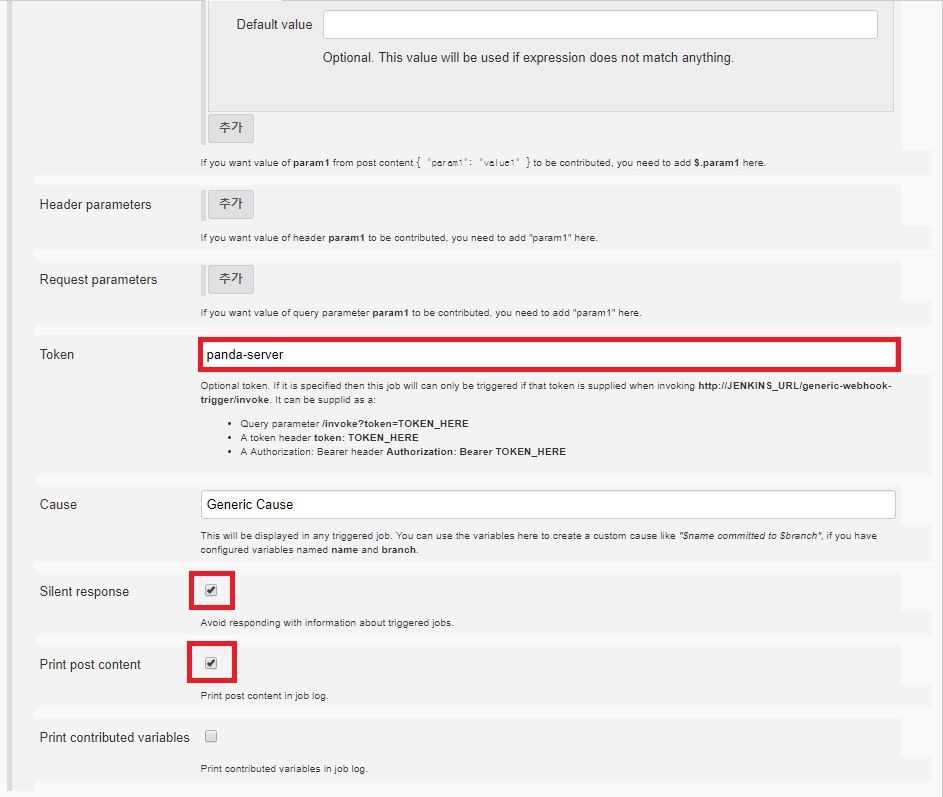 Default value
Optional. This value will be used if expression does not match anything.
추가
If you want value of param1 from post content { "param1": "value1" } to be contributed, you need to add $.param1 here.
Header parameters
추가
If you want value of header param1 to be contributed, you need to add "param1" here.
Request parameters
추가
If you want value of query parameter param1 to be contributed, you need to add "param1" here.
Token
panda-server
Optional token. If it is specified then this job will can only be triggered if that token is supplied when invoking http://JENKINS_URL/generic-webhook-
trigger/invoke. It can be supplid as a:
• Query parameter /invoke?token=TOKEN_HERE
• A token header token: TOKEN_HERE
• A Authorization: Bearer header Authorization: Bearer TOKEN_HERE
Cause
Generic Cause
This will be displayed in any triggered job. You can use the variables here to create a custom cause like "$name committed to $branch", if you have
configured variables named name and branch.
Silent response
Avoid responding with information about triggered jobs.
Print post content
Print post content in job log.
Print contributed variables
Print contributed variables in job log.